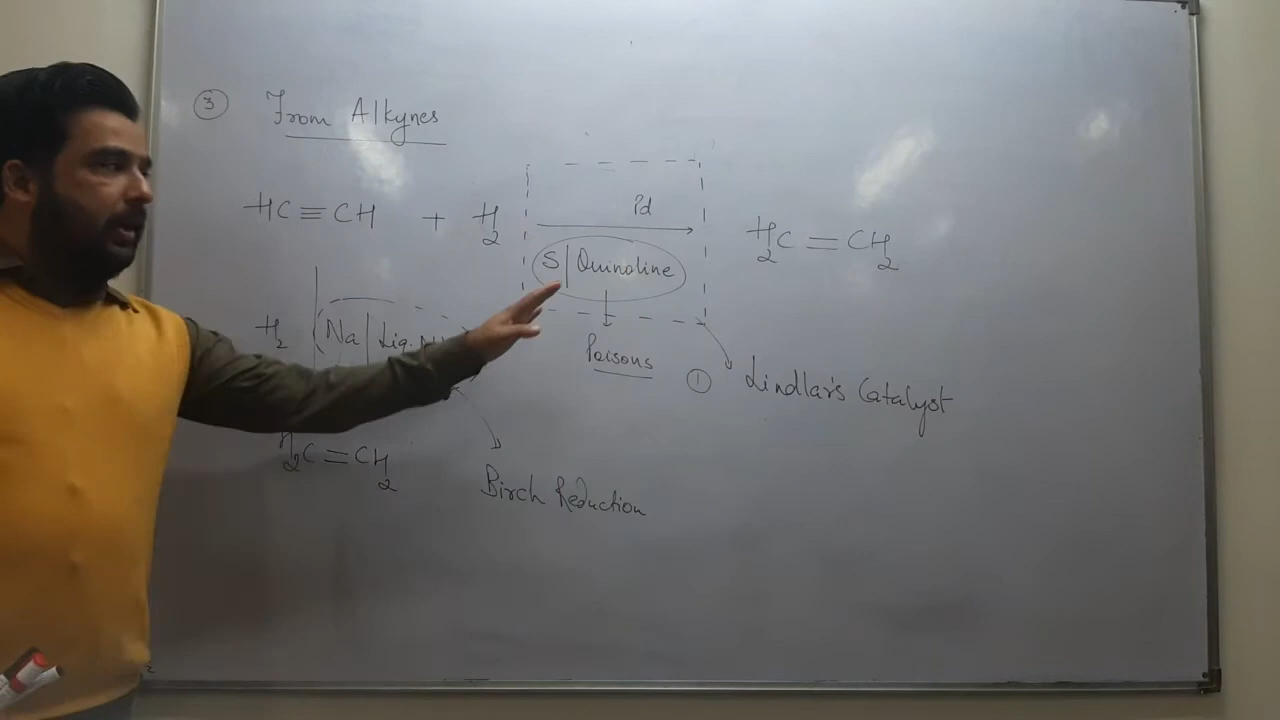 ③ From Alkynes
HC≡CH + H2 Pd H2C=CH2
S|Quinoline
H2 Na|Liq.
Poisons
① Lindlar's Catalyst
H2C=CH2
Birch Reduction